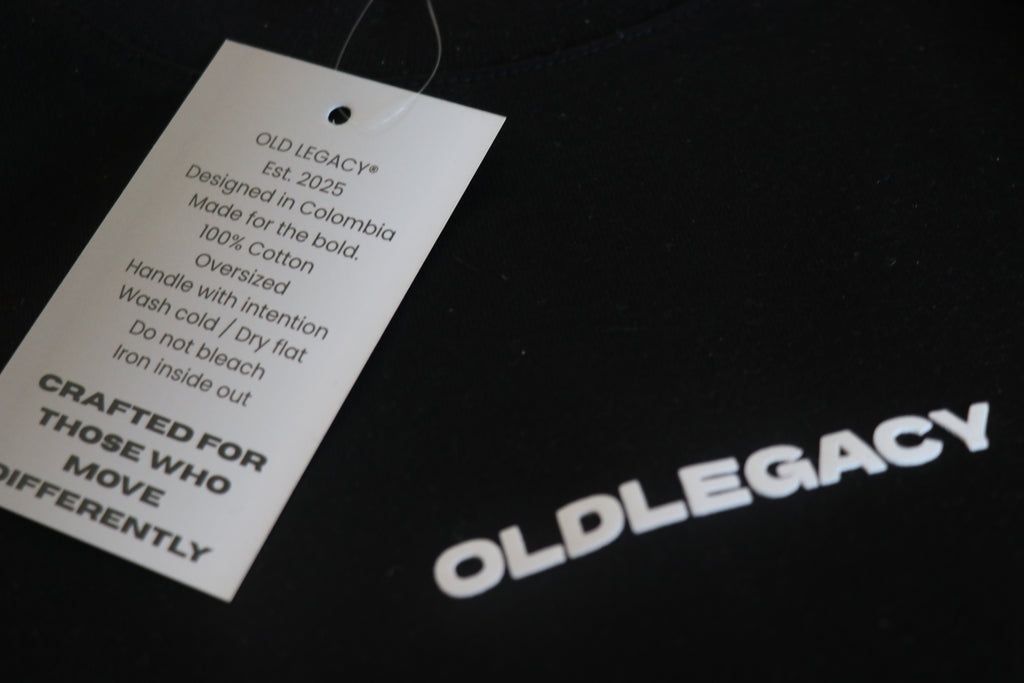 OLD LEGACY®
Est. 2025
Designed in Colombia
Made for the bold.
100% Cotton
Oversized
Handle with intention
Wash cold / Dry flat
Do not bleach
Iron inside out
CRAFTED FOR
THOSE WHO
MOVE
DIFFERENTLY
OLDLEGACY